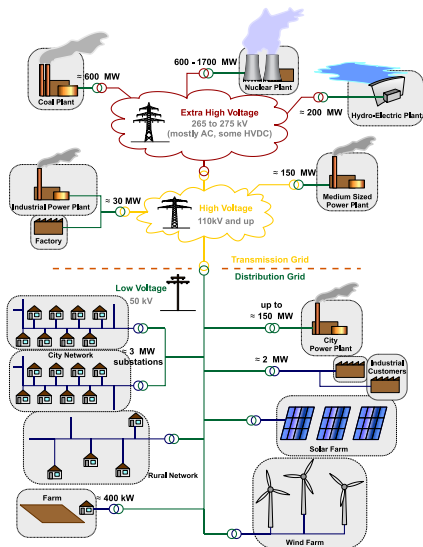 ≈ 600 MW
Coal Plant
600 - 1700 MW
Nuclear Plant
≈ 200 MW
Hydro-Electric Plant
Extra High Voltage
265 to 275 kV
(mostly AC, some HVDC)
Industrial Power Plant
≈ 30 MW
Factory
High Voltage
110kV and up
≈ 150 MW
Medium Sized
Power Plant
Transmission Grid
Distribution Grid
Low Voltage
50 kV
City Network
≈ 3 MW
substations
up to
≈ 150 MW
City
Power Plant
≈ 2 MW
Industrial
Customers
Solar Farm
Rural Network
Farm
≈ 400 kW
Wind Farm